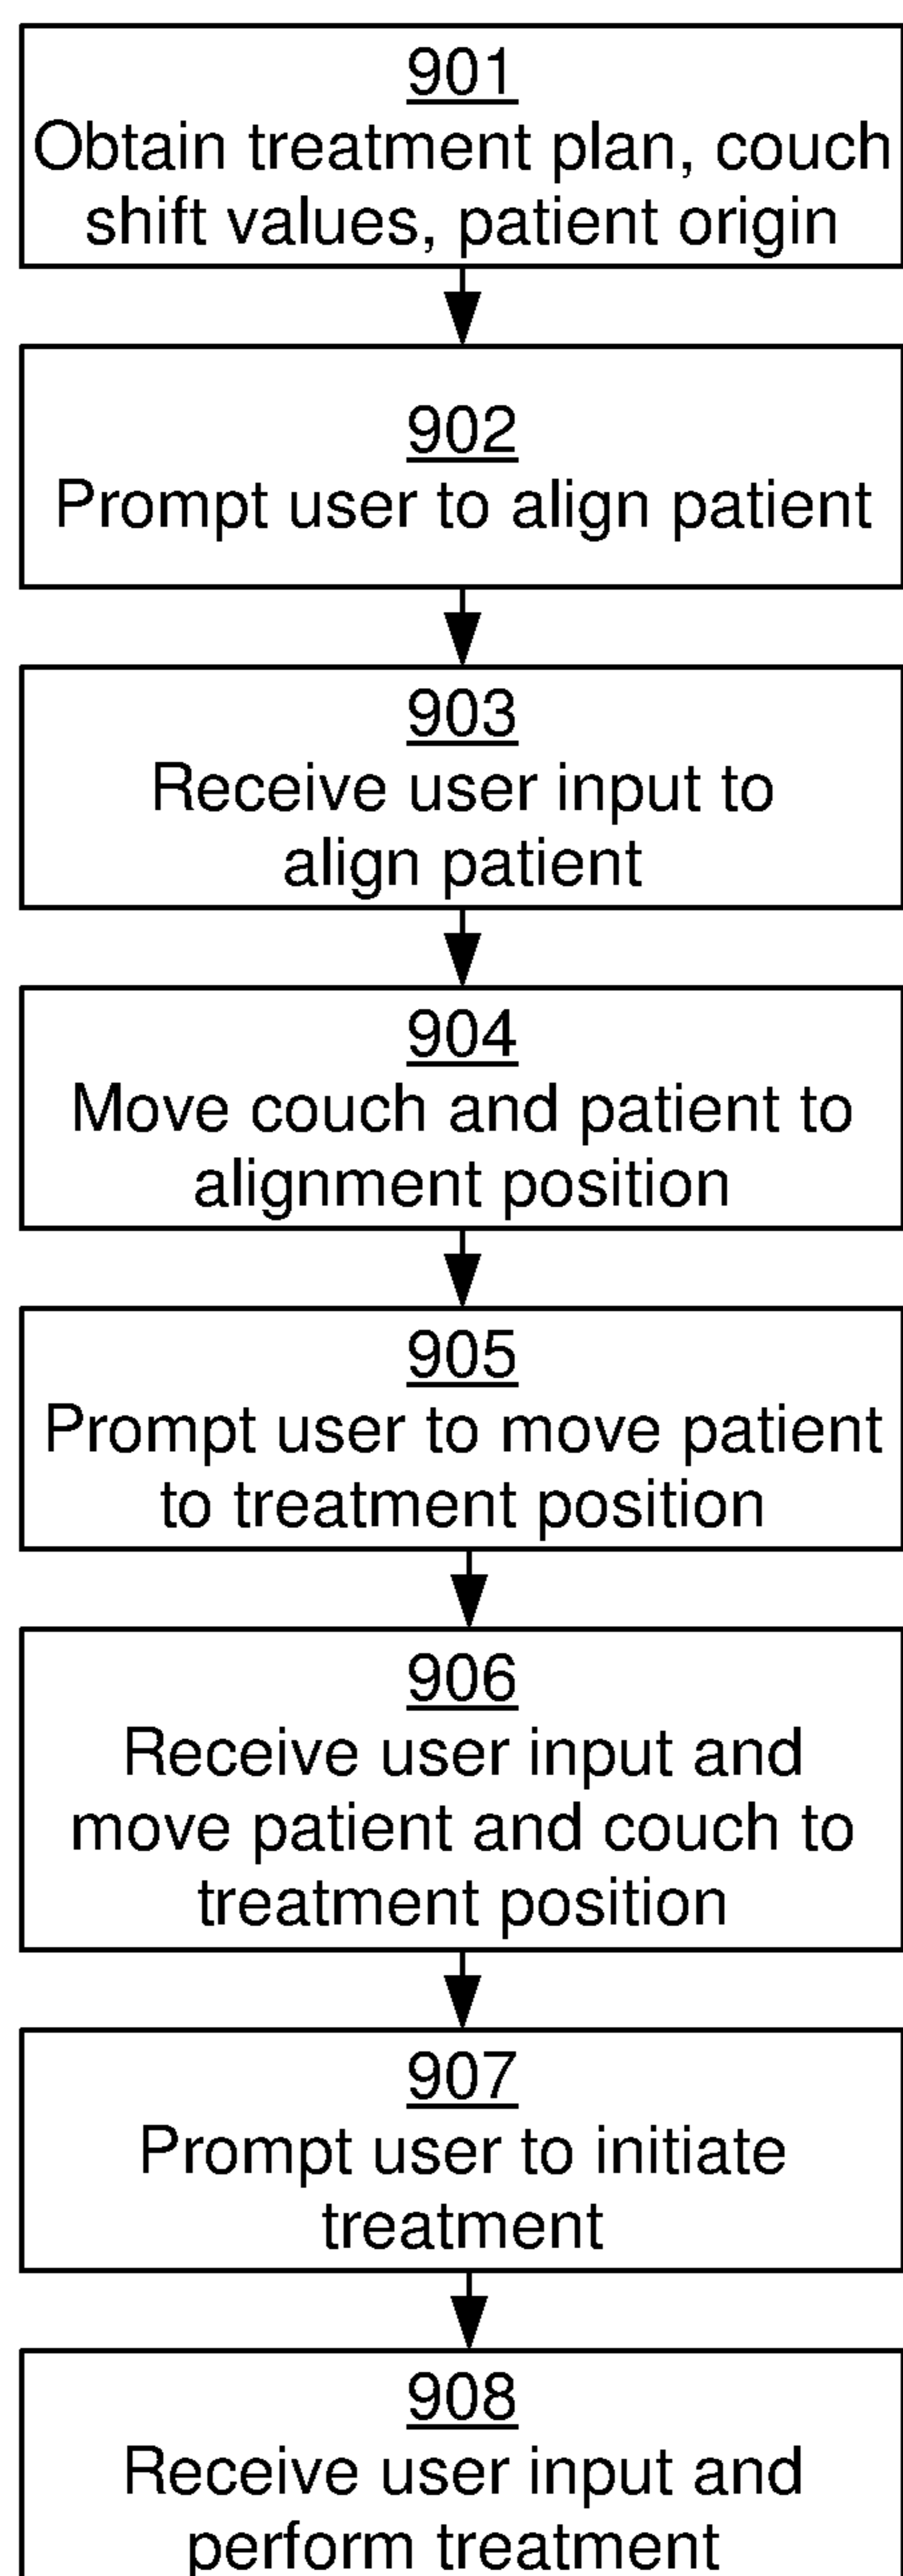 901
Obtain treatment plan, couch
shift values, patient origin
902
Prompt user to align patient
903
Receive user input to
align patient
904
Move couch and patient to
alignment position
905
Prompt user to move patient
to treatment position
906
Receive user input and
move patient and couch to
treatment position
907
Prompt user to initiate
treatment
908
Receive user input and
perform treatment